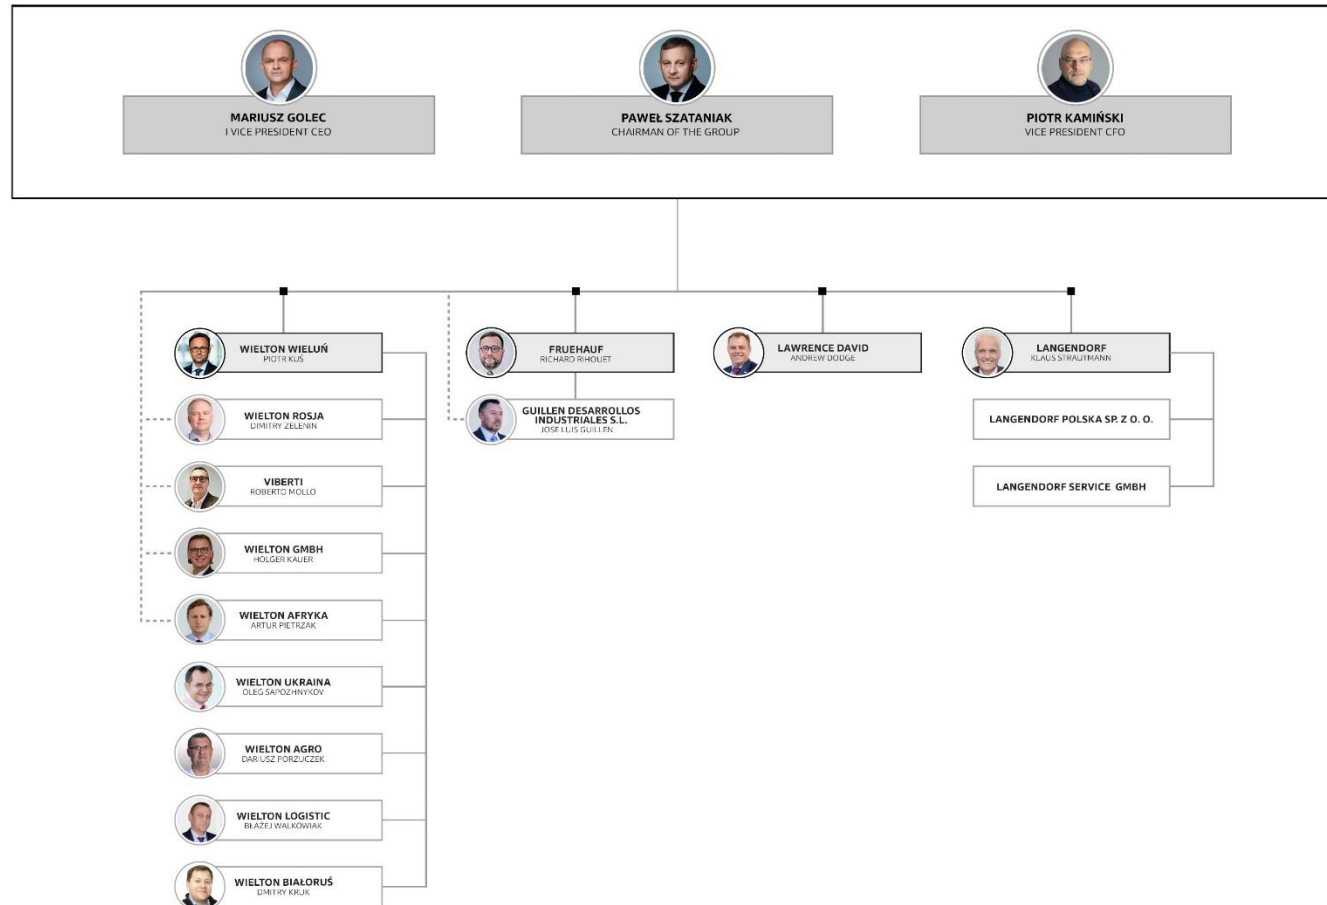 MARIUSZ GOLEC
I VICE PRESIDENT CEO
PAWEŁ SZATANIAK
CHAIRMAN OF THE GROUP
PIOTR KAMIŃSKI
VICE PRESIDENT CFO
WIELTON WIELUŃ
PIOTR KUŚ
FRUEHAUF
RICHARD RIHOUET
LAWRENCE DAVID
ANDREW DODGE
LANGENDORF
KLAUS STRAUTMANN
WIELTON ROSJA
DIMITRY ZELENIN
GUILLEN DESARROLLOS
INDUSTRIALES S.L.
JOSE LUIS GUILLEN
LANGENDORF POLSKA SP. Z O. O.
VIBERTI
ROBERTO MOLLO
LANGENDORF SERVICE GMBH
WIELTON GMBH
HOLGER KAUER
WIELTON AFRYKA
ARTUR PIETRZAK
WIELTON UKRAINA
OLEG SAPOZHNYKOV
WIELTON AGRO
DARIUSZ PORZUCZEK
WIELTON LOGISTIC
BŁAŻEJ WALKOWIAK
WIELTON BIAŁORUŚ
DMITRY KRUK